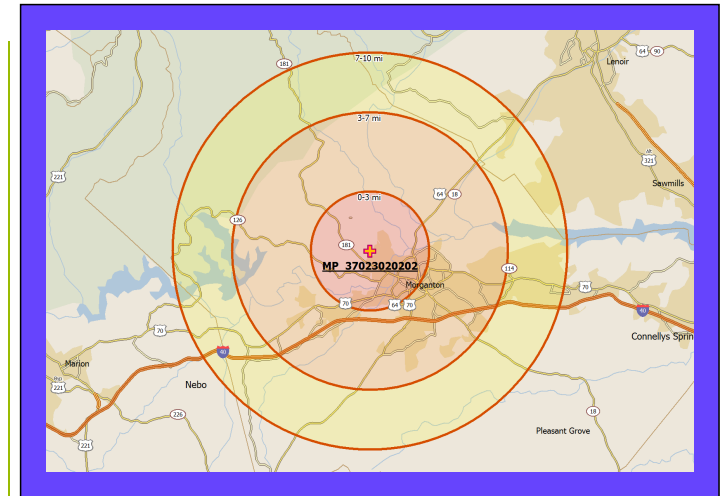 7-10 mi
181
64 90
Lenoir
3-7 mi
321
221
Sawmills
64 18
0-3 mi
126
181
MP_37023020202
114
Morganton
70
70
64 70
40
70
Connellys Sprin
40
Marion
Nebo
221
226
18
Pleasant Grove
221